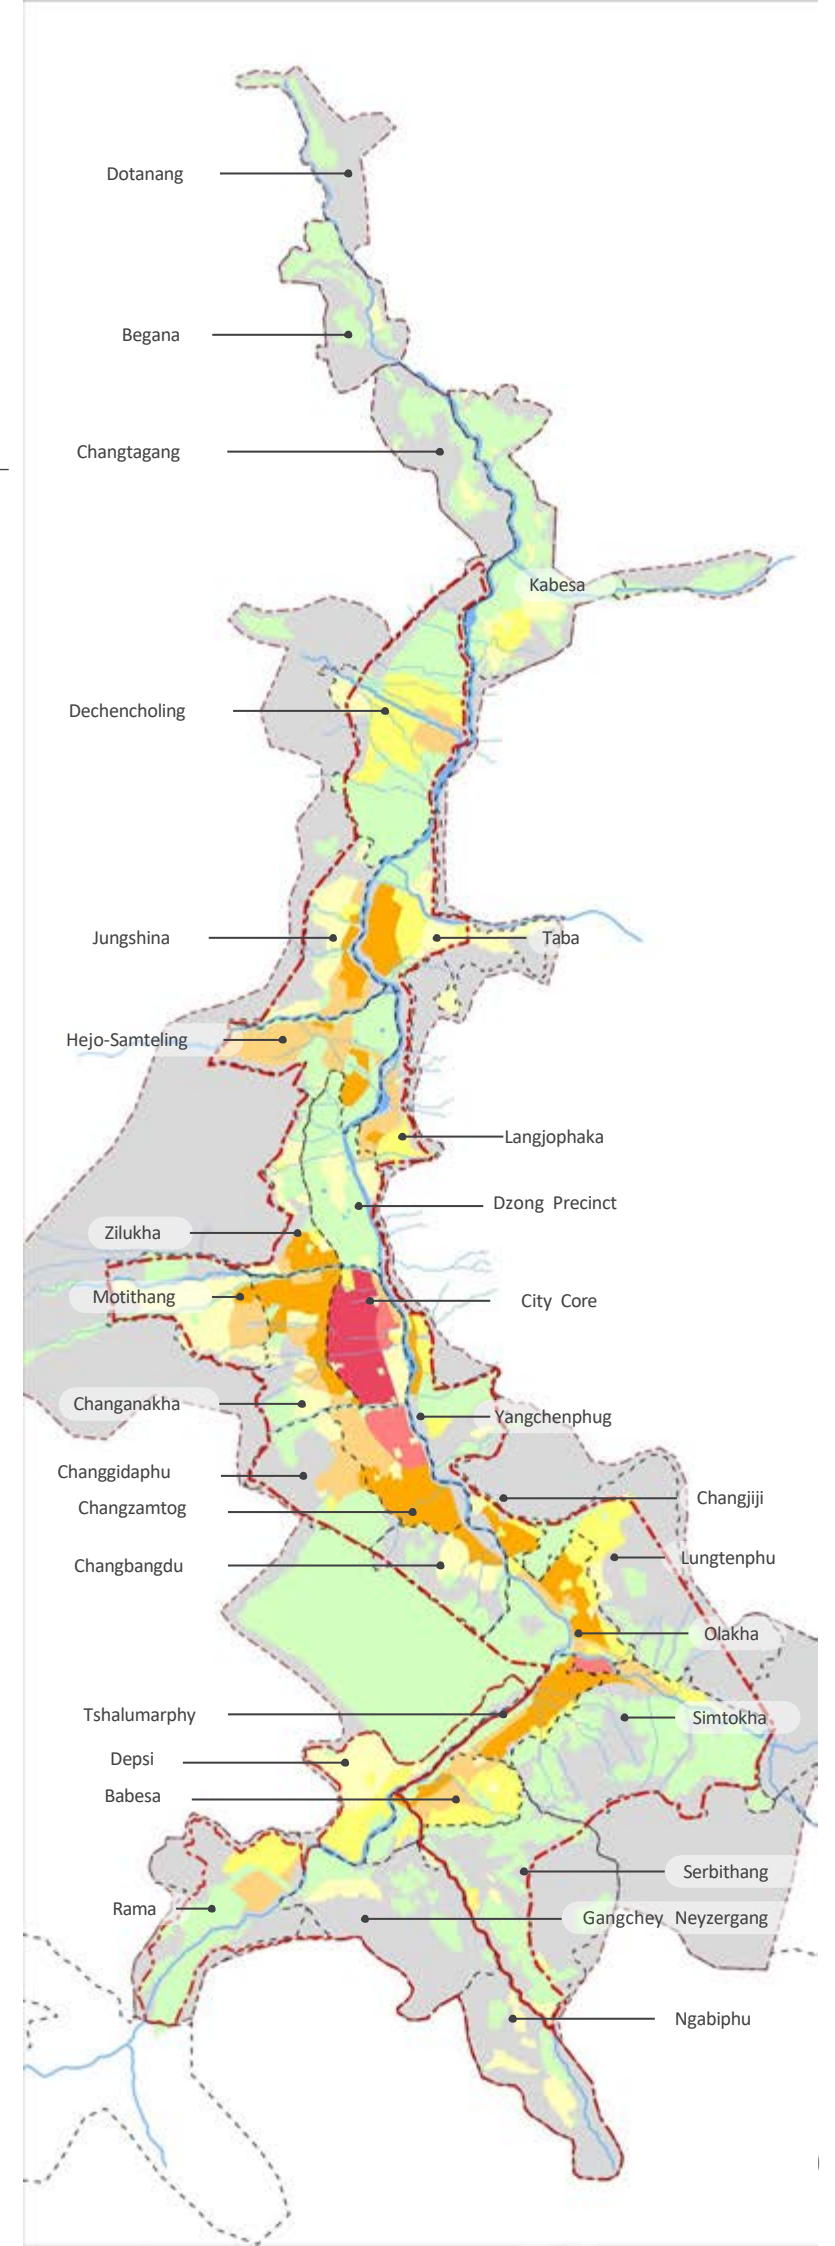 Dotanang
Begana
Changtagang
Kabesa
Dechencholing
Jungshina
Taba
Hejo-Samteling
Langjophaka
Dzong Precinct
Zilukha
Motithang
City Core
Changanakha
Yangchenphug
Changgidaphu
Changjiji
Changzamtog
Lungtenphu
Changbangdu
Olakha
Tshalumarphy
Simtokha
Depsi
Babesa
Serbithang
Rama
Gangchey Neyzergang
Ngabiphu